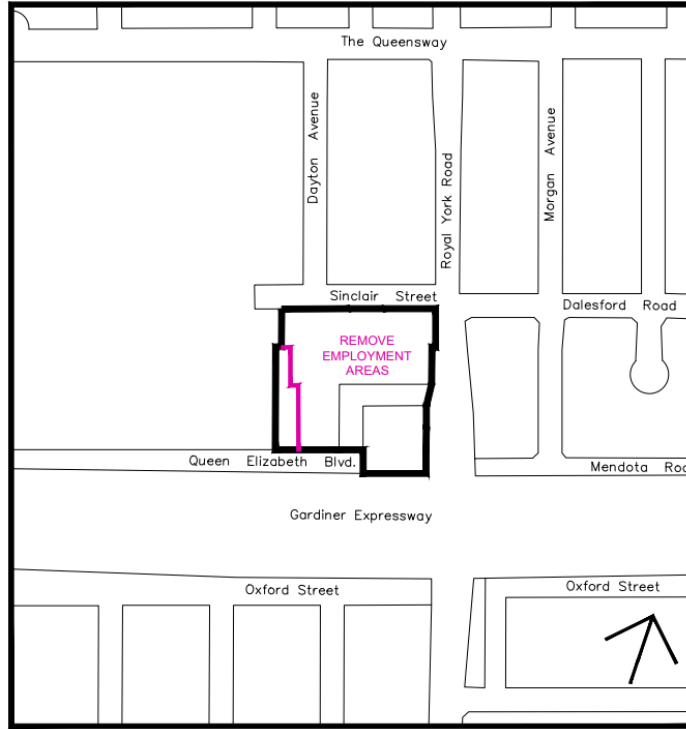 The Queensway
Dayton Avenue
Royal York Road
Morgan Avenue
Sinclair Street
Dalesford Road
REMOVE
EMPLOYMENT
AREAS
Queen Elizabeth Blvd.
Mendota Roa
Gardiner Expressway
Oxford Street
Oxford Street